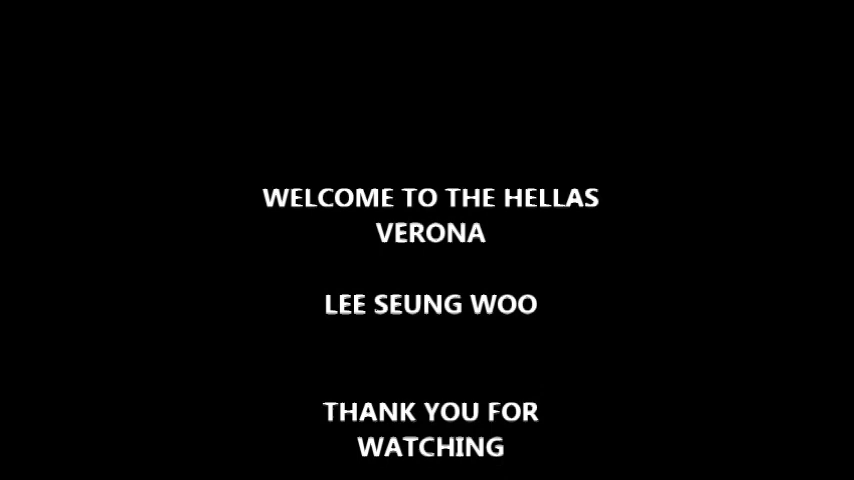 WELCOME TO THE HELLAS
VERONA
LEE SEUNG WOO
THANK YOU FOR
WATCHING